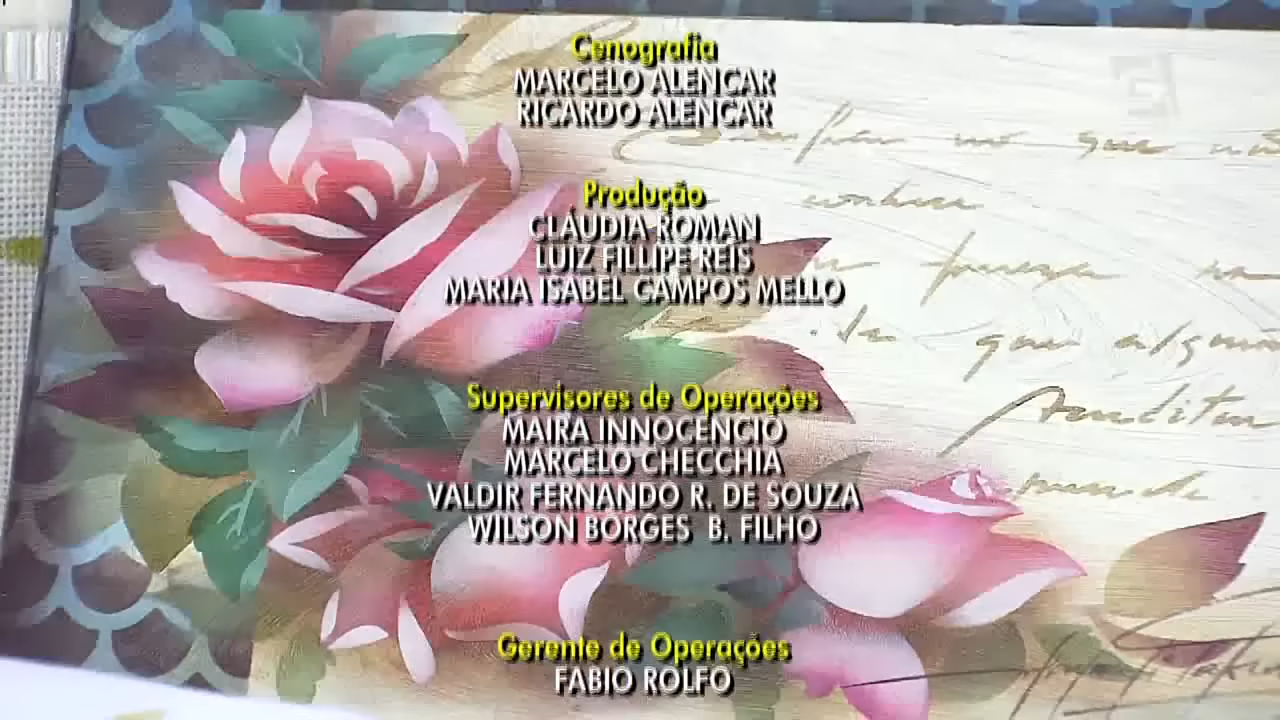 Cenografia
MARCELO ALENCAR
RICARDO ALENCAR
Produção
CLÁUDIA ROMAN
LUIZ FILLIPE REIS
MARIA ISABEL CAMPOS MELLO
Supervisores de Operações
MAIRA INNOCENCIO
MARCELO CHECCHIA
VALDIR FERNANDO R. DE SOUZA
WILSON BORGES B. FILHO
Gerente de Operações
FABIO ROLFO